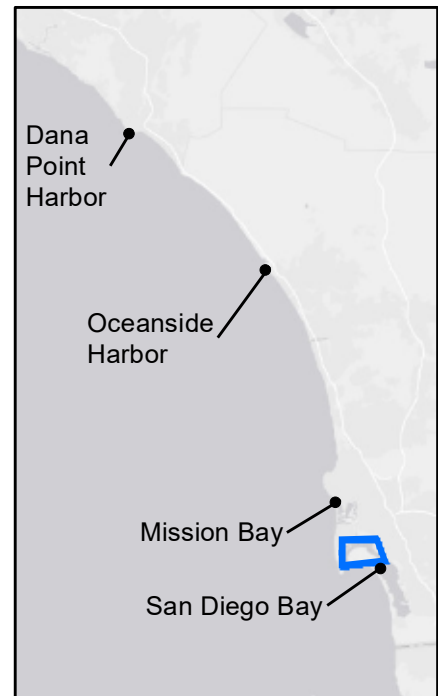 Dana
Point
Harbor
Oceanside
Harbor
Mission Bay
San Diego Bay